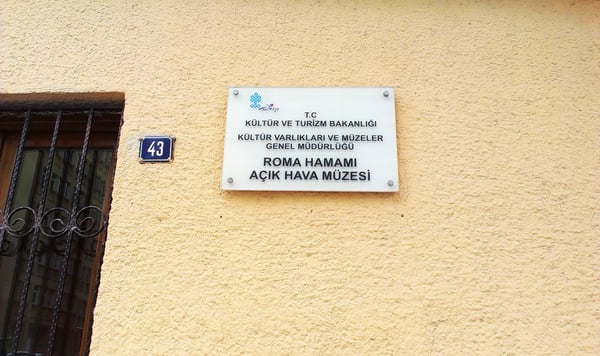 43
T.C
KÜLTÜR VE TURİZM BAKANLIĞI
KÜLTÜR VARLIKLARI VE MÜZELER
GENEL MÜDÜRLÜĞÜ
ROMA HAMAMI
AÇIK HAVA MÜZESİ